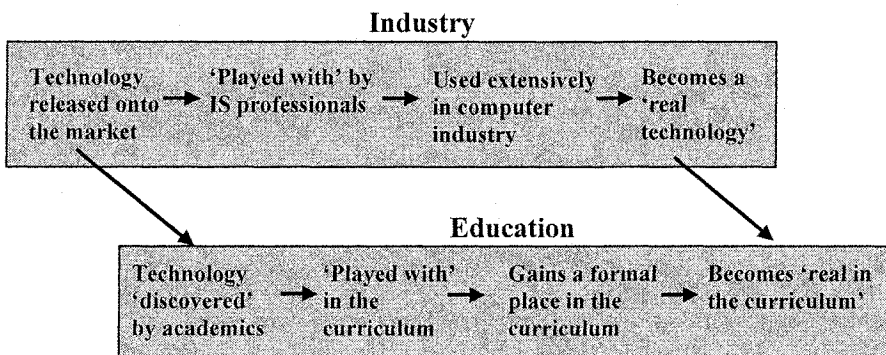 Industry
Technology
released onto
the market
'Played with' by
IS professionals
Used extensively
in computer
industry
Becomes a
'real
technology'
Education
Technology
'discovered'
by academics
'Played with'
in the
curriculum
Gains a formal
place in the
curriculum
Becomes 'real in
the curriculum'